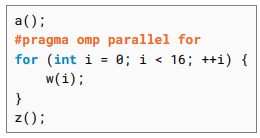 a();
#pragma omp parallel for
for (int i = 0; i < 16; ++i) {
    w(i);
}
z();